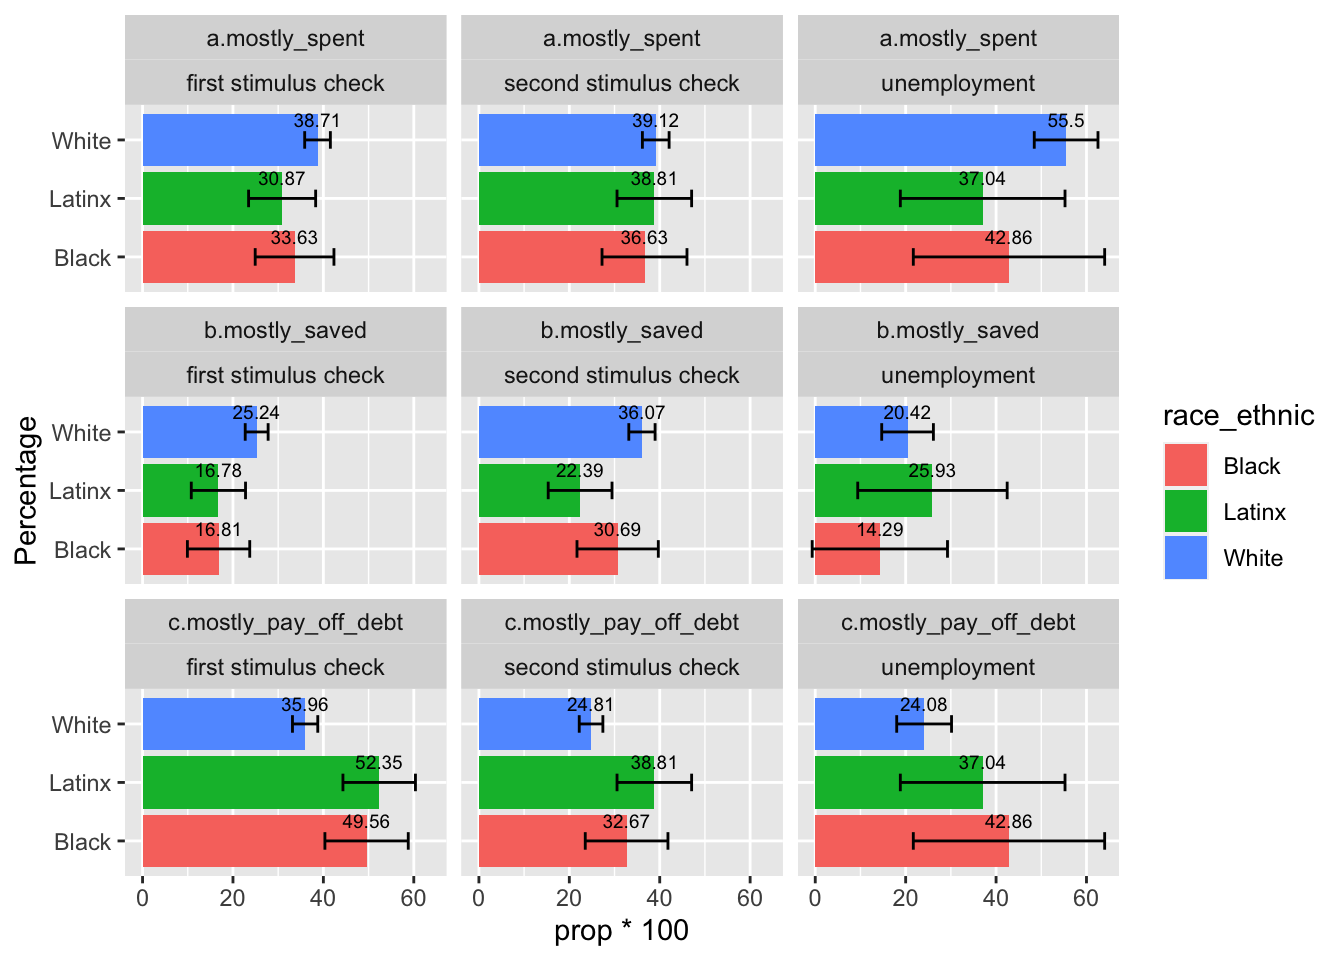 a.mostly_spent
first stimulus check
a.mostly_spent
second stimulus check
a.mostly_spent
unemployment
White
38.71
39.12
55.5
Latinx
30.87
38.81
37.04
Black
33.63
36.63
42.86
b.mostly_saved
first stimulus check
b.mostly_saved
second stimulus check
b.mostly_saved
unemployment
White
25.24
36.07
20.42
Latinx
16.78
22.39
25.93
Black
16.81
30.69
14.29
c.mostly_pay_off_debt
first stimulus check
c.mostly_pay_off_debt
second stimulus check
c.mostly_pay_off_debt
unemployment
White
35.96
24.81
24.08
Latinx
52.35
38.81
37.04
Black
49.56
32.67
42.86
0 20 40 60
0 20 40 60
0 20 40 60
prop * 100
Percentage
race_ethnic
Black
Latinx
White